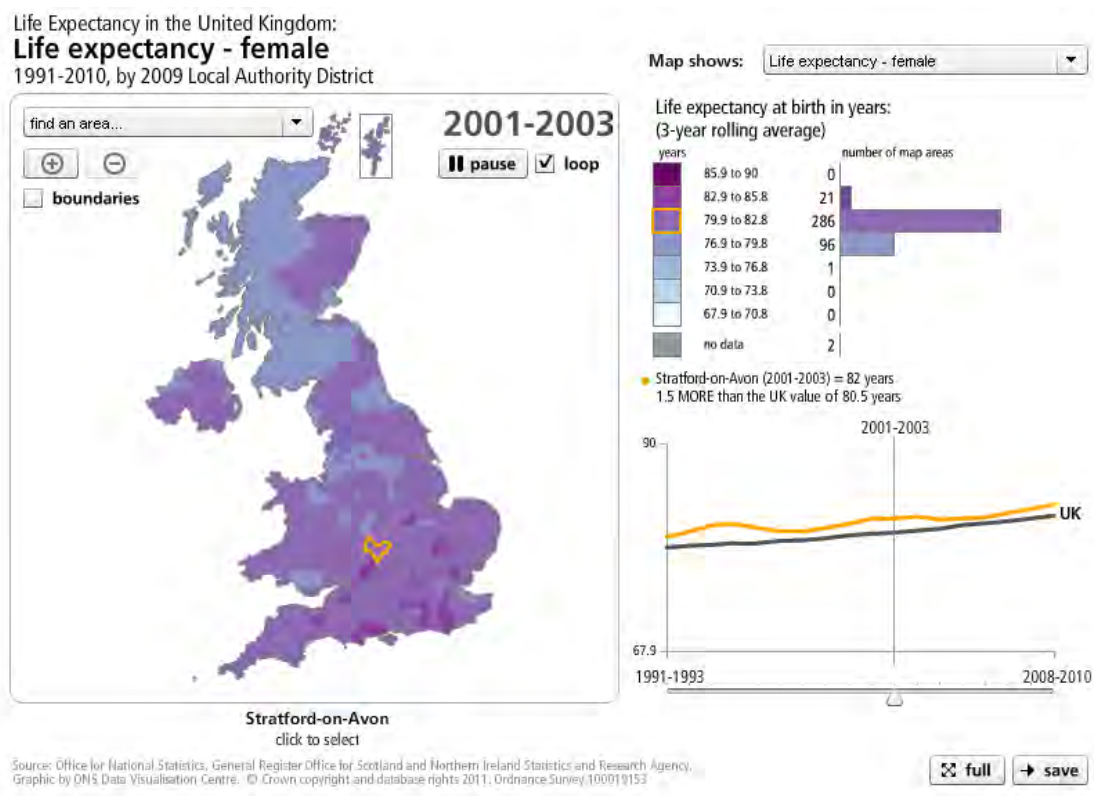 Life Expectancy in the United Kingdom:
Life expectancy - female
1991-2010, by 2009 Local Authority District
Map shows:
Life expectancy - female
find an area...
2001-2003
pause
loop
boundaries
Life expectancy at birth in years:
(3-year rolling average)
years
number of map areas
85.9 to 90
0
82.9 to 85.8
21
79.9 to 82.8
286
76.9 to 79.8
96
73.9 to 76.8
1
70.9 to 73.8
0
67.9 to 70.8
0
no data
2
Stratford-on-Avon (2001-2003) = 82 years
1.5 MORE than the UK value of 80.5 years
2001-2003
90
UK
67.9
1991-1993
2008-2010
Stratford-on-Avon
click to select
Source: Office for National Statistics, General Register Office for Scotland and Northern Ireland Statistics and Research Agency.
Graphic by ONS Data Visualisation Centre. © Crown copyright and database rights 2011. Ordnance Survey 100019153
full
save